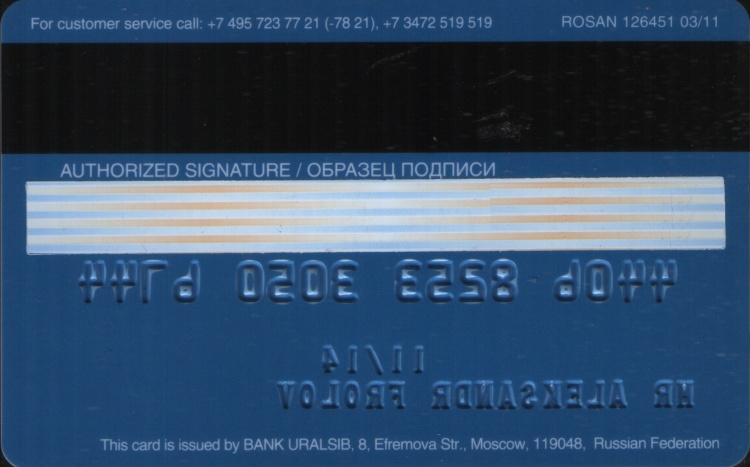 For customer service call: +7 495 723 77 21 (-78 21), +7 3472 519 519
ROSAN 126451 03/11
AUTHORIZED SIGNATURE / ОБРАЗЕЦ ПОДПИСИ
4406 8253 3050 6744
11/14
MR ALEKSANDR FROLOV
This card is issued by BANK URALSIB, 8, Efremova Str., Moscow, 119048, Russian Federation